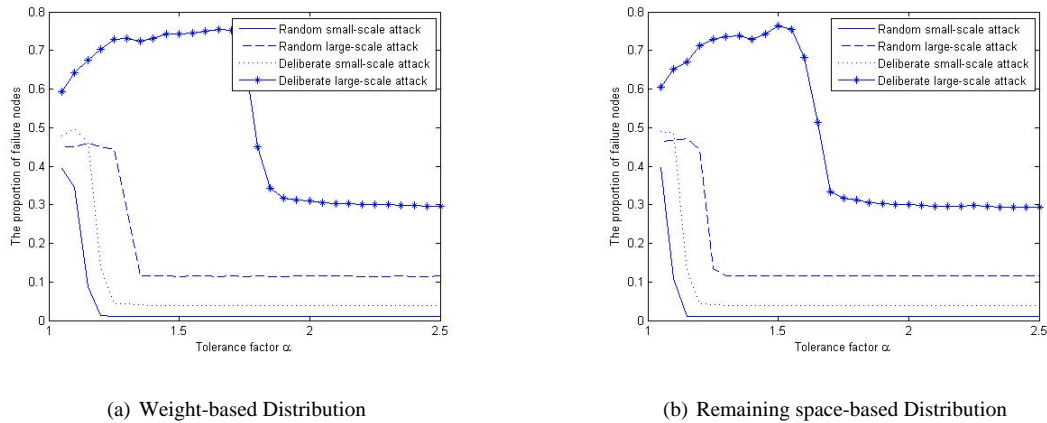 0.8
0.7
0.6
0.5
0.4
0.3
0.2
0.1
0
The proportion of failure nodes
Random small-scale attack
Random large-scale attack
Deliberate small-scale attack
Deliberate large-scale attack
1
1.5
2
2.5
Tolerance factor α
(a) Weight-based Distribution
0.8
0.7
0.6
0.5
0.4
0.3
0.2
0.1
0
The proportion of failure nodes
Random small-scale attack
Random large-scale attack
Deliberate small-scale attack
Deliberate large-scale attack
1
1.5
2
2.5
Tolerance factor α
(b) Remaining space-based Distribution